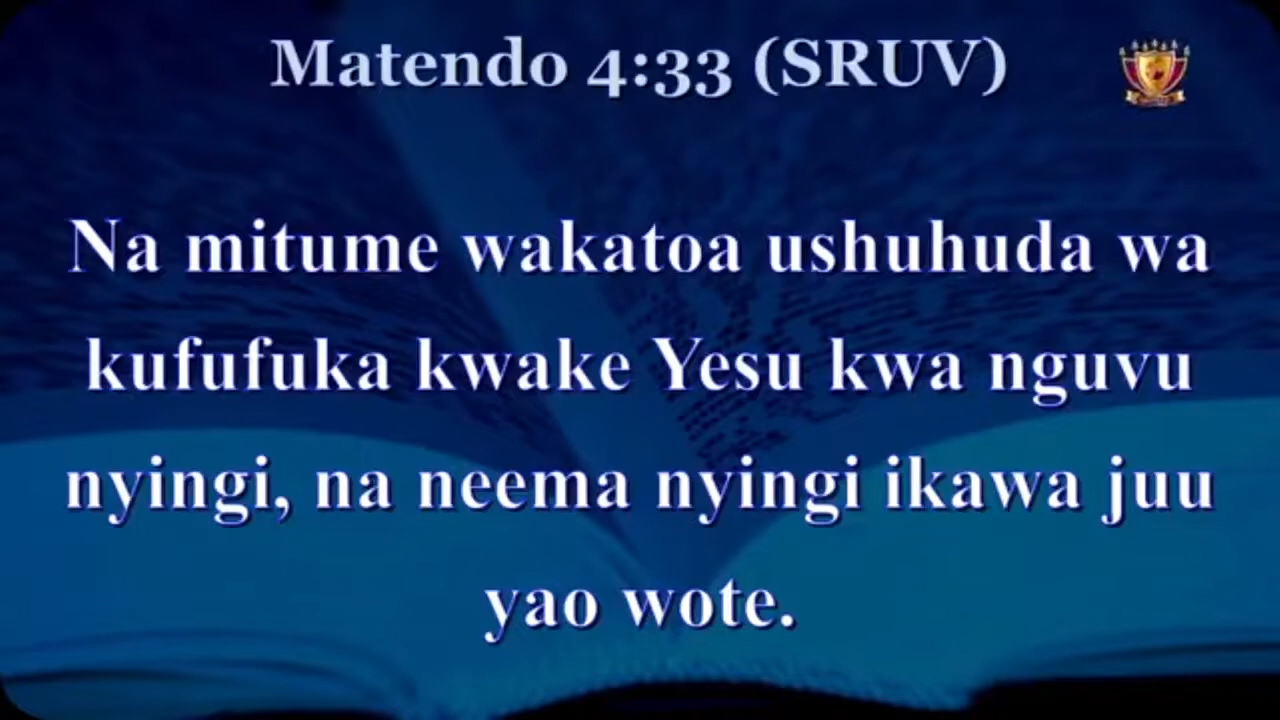 Matendo 4:33 (SRUV)
Na mitume wakatoa ushuhuda wa
kufufuka kwake Yesu kwa nguvu
nyingi, na neema nyingi ikawa juu
yao wote.